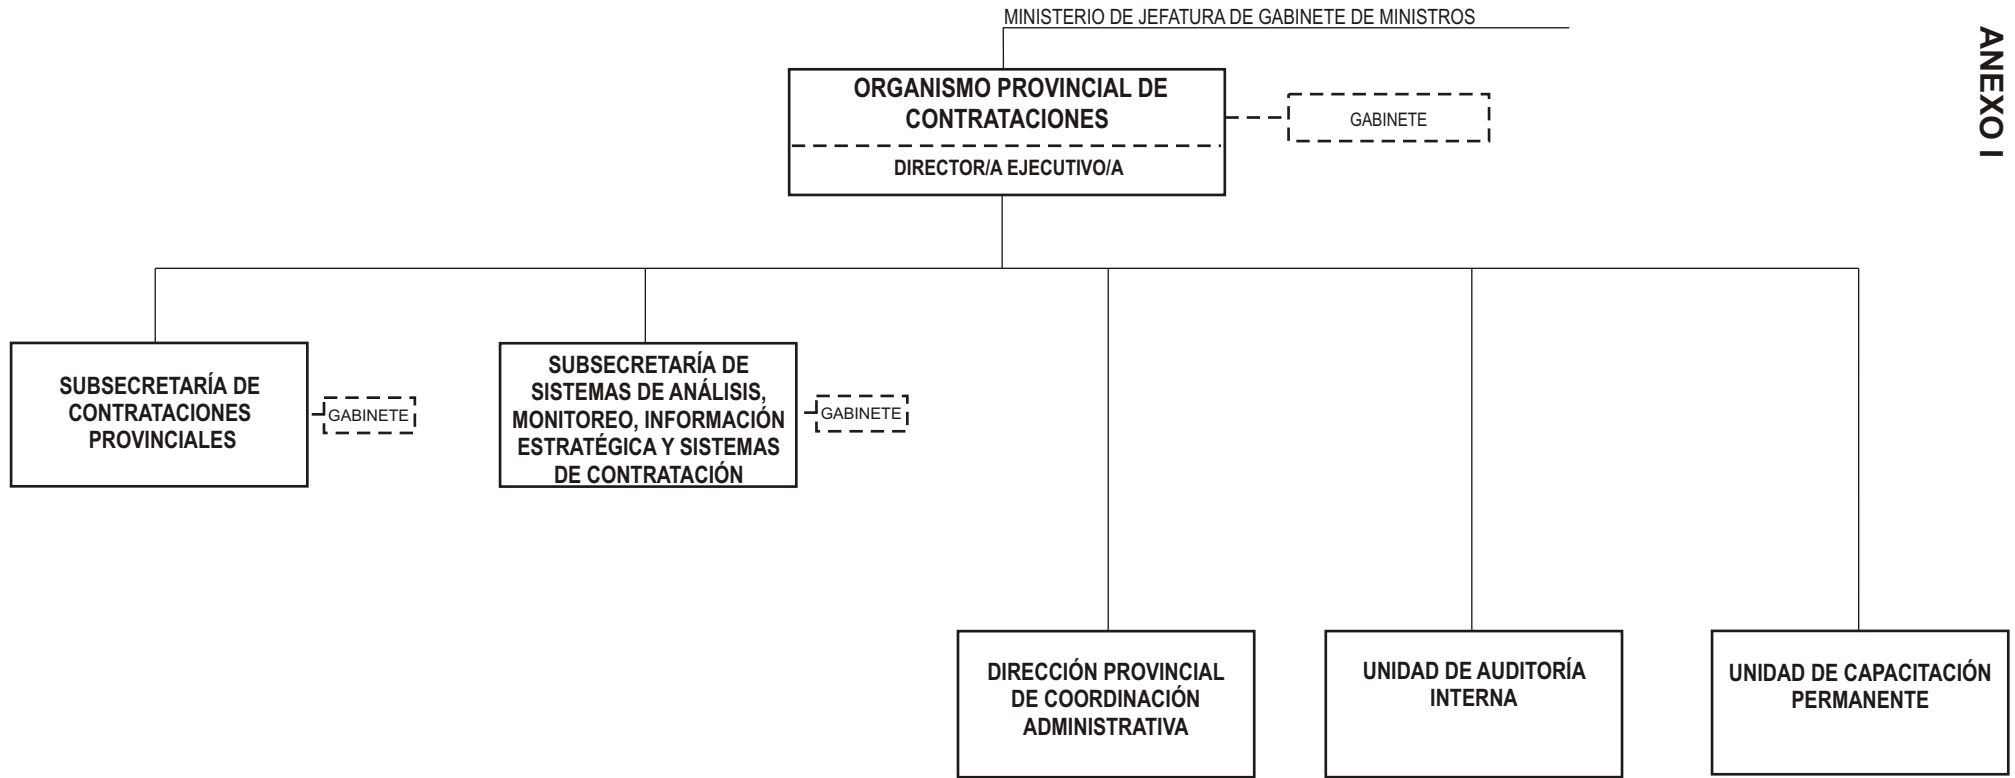 MINISTERIO DE JEFATURA DE GABINETE DE MINISTROS
ANEXO I
ORGANISMO PROVINCIAL DE
CONTRATACIONES
DIRECTOR/A EJECUTIVO/A
GABINETE
SUBSECRETARÍA DE
CONTRATACIONES
PROVINCIALES
GABINETE
SUBSECRETARÍA DE
SISTEMAS DE ANÁLISIS,
MONITOREO, INFORMACIÓN
ESTRATÉGICA Y SISTEMAS
DE CONTRATACIÓN
GABINETE
DIRECCIÓN PROVINCIAL
DE COORDINACIÓN
ADMINISTRATIVA
UNIDAD DE AUDITORÍA
INTERNA
UNIDAD DE CAPACITACIÓN
PERMANENTE